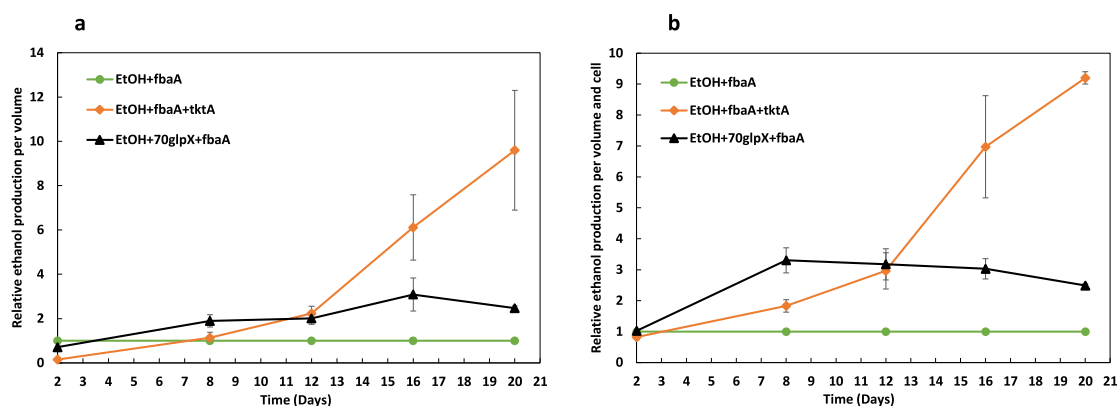 a
Relative ethanol production per volume
14
12
10
8
6
4
2
0
EtOH+fbaA
EtOH+fbaA+tktA
EtOH+70glpX+fbaA
2 3 4 5 6 7 8 9 10 11 12 13 14 15 16 17 18 19 20 21
Time (Days)
b
Relative ethanol production per volume and cell
10
9
8
7
6
5
4
3
2
1
0
EtOH+fbaA
EtOH+fbaA+tktA
EtOH+70glpX+fbaA
2 3 4 5 6 7 8 9 10 11 12 13 14 15 16 17 18 19 20 21
Time (Days)